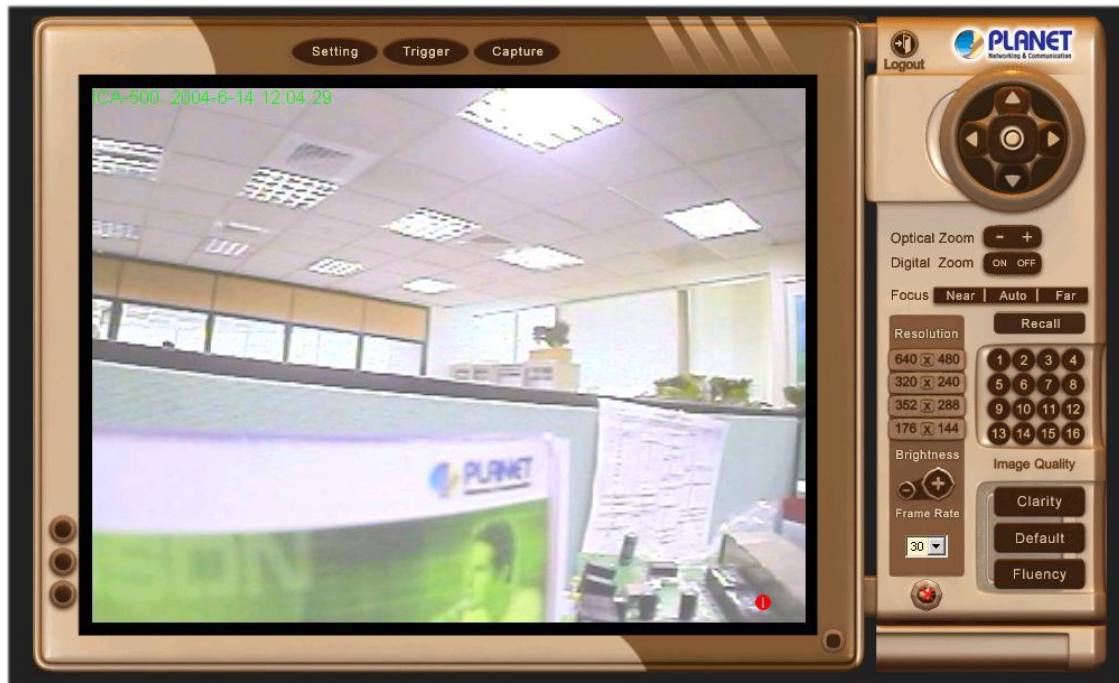 Setting Trigger Capture
Logout
PLANET
Networking & Communication
ICA-500 2004-6-14 12:04:29
Optical Zoom - +
Digital Zoom ON OFF
Focus Near Auto Far
Recall
Resolution
640 x 480
320 x 240
352 x 288
176 x 144
1 2 3 4
5 6 7 8
9 10 11 12
13 14 15 16
Brightness
- +
Frame Rate
30
Image Quality
Clarity
Default
Fluency
PLANET